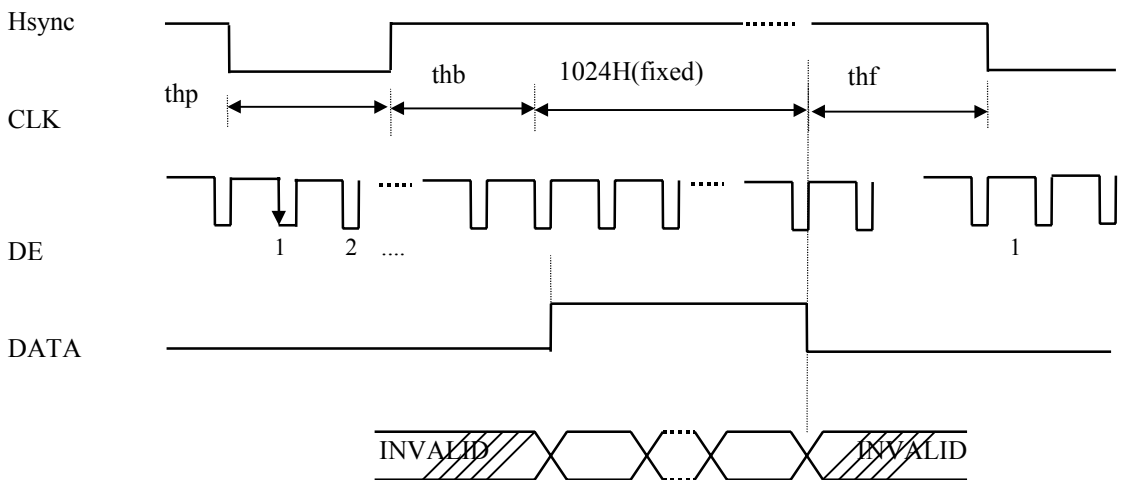 Hsync
thb
1024H(fixed)
thf
thp
CLK
1
2
....
1
DE
DATA
INVALID
INVALID